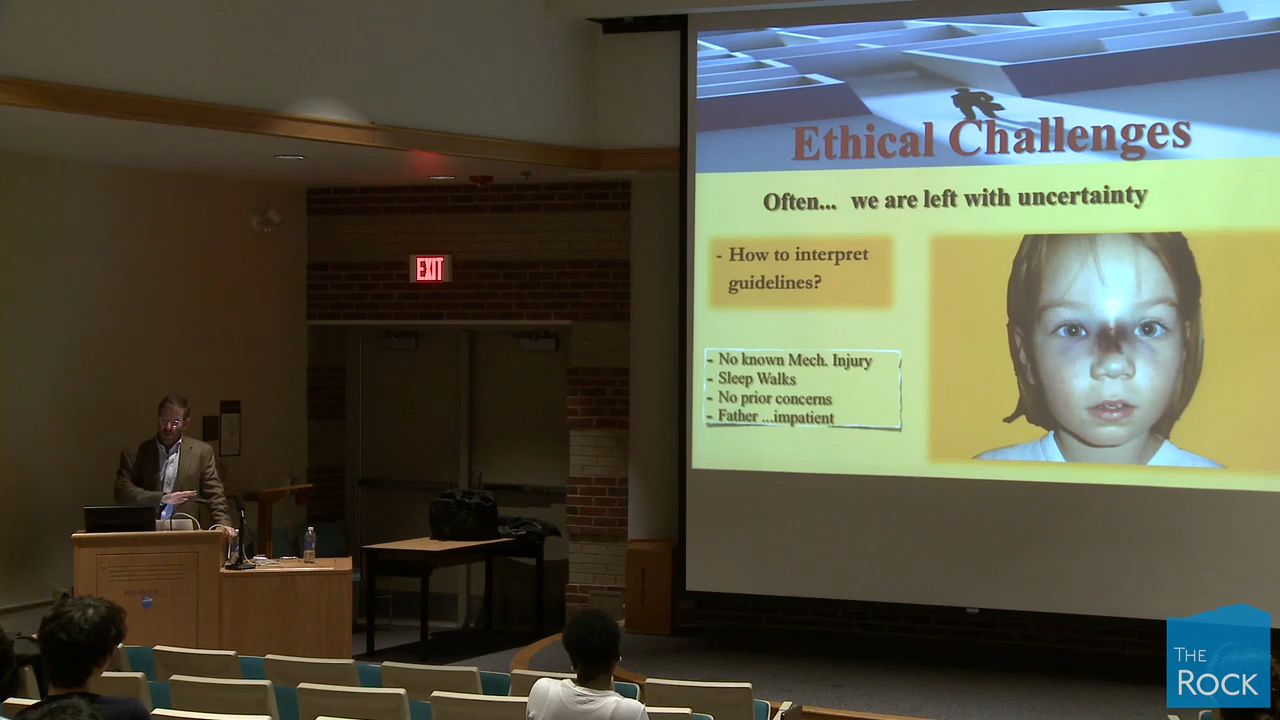 Ethical Challenges
Often... we are left with uncertainty
- How to interpret
guidelines?
- No known Mech. Injury
- Sleep Walks
- No prior concerns
- Father ...impatient
EXIT
THE
ROCK